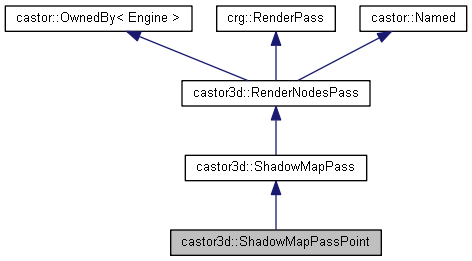 castor::OwnedBy< Engine >
crg::RenderPass
castor::Named
castor3d::RenderNodesPass
castor3d::ShadowMapPass
castor3d::ShadowMapPassPoint